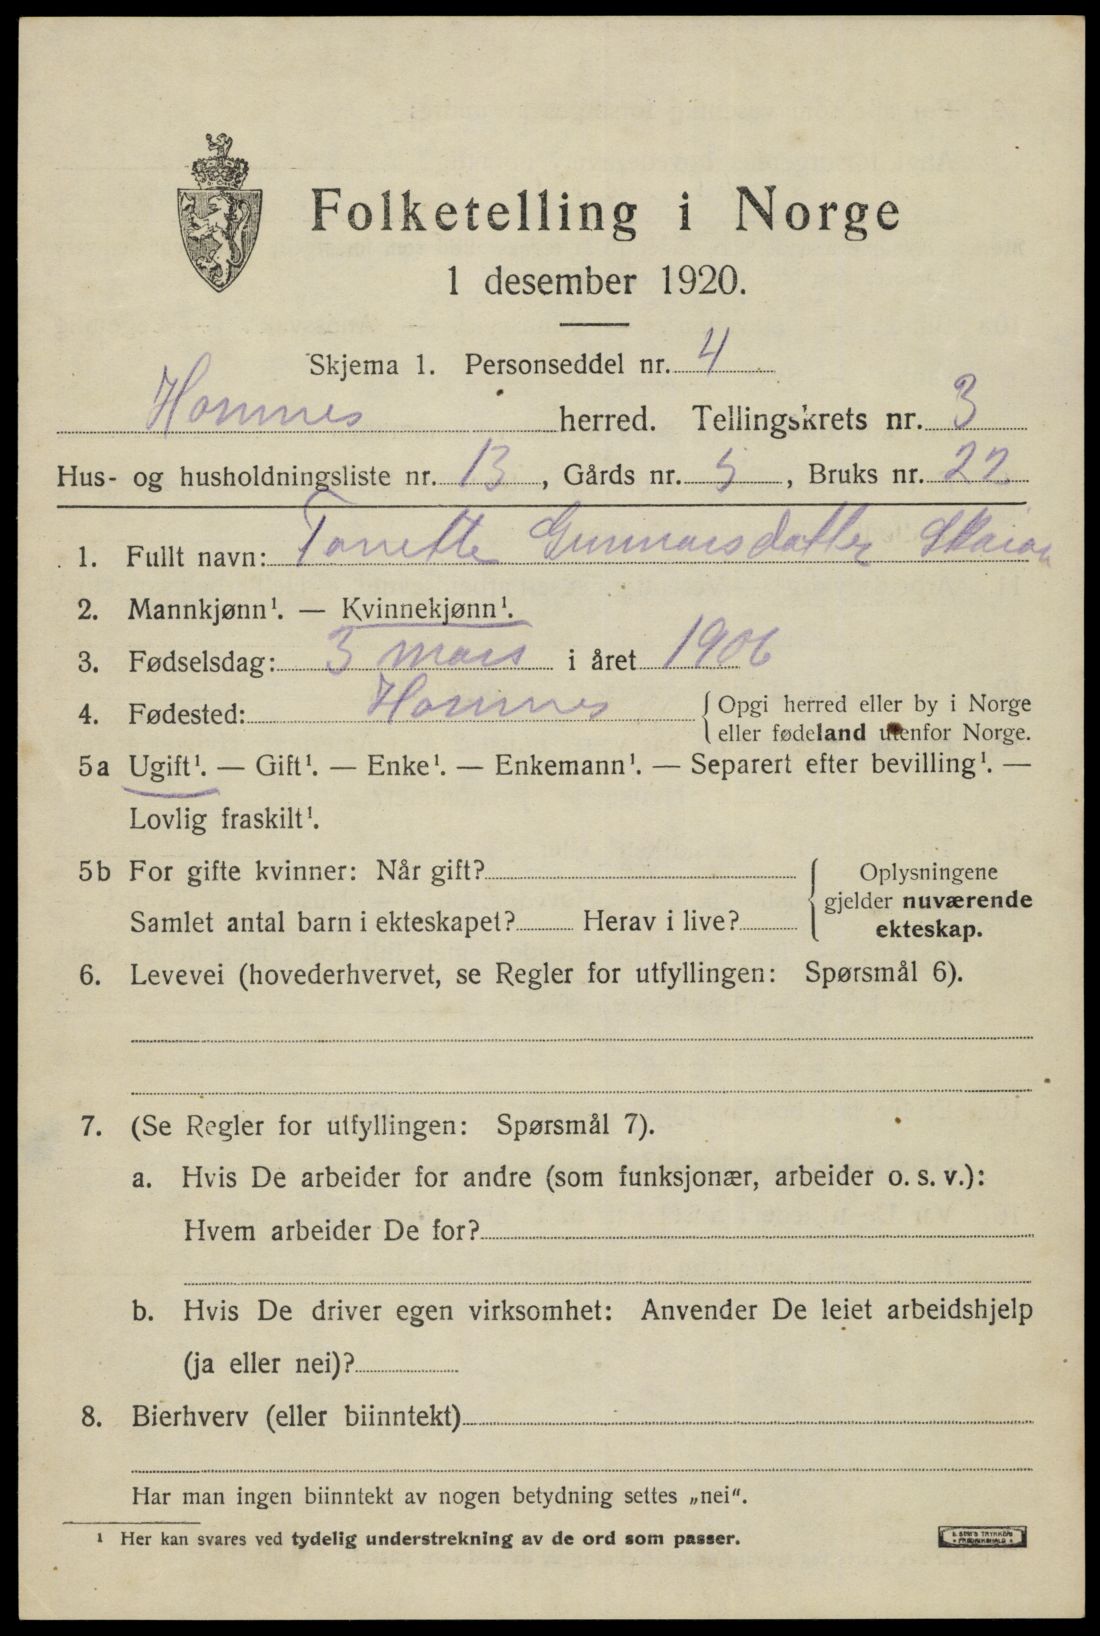 Folketelling i Norge
1 desember 1920.
Skjema 1. Personseddel nr. 4
Homnes herred. Tellingskrets nr. 3
Hus- og husholdningsliste nr. 13, Gårds nr. 5, Bruks nr. 22
1. Fullt navn: Gunnarsdatter
2. Mannkjønn¹. — Kvinnekjønn¹.
3. Fødselsdag: 3 mars i året 1906
4. Fødested: Homnes { Opgi herred eller by i Norge
eller fødeland utenfor Norge.
5a Ugift¹. — Gift¹. — Enke¹. — Enkemann¹. — Separert efter bevilling¹. —
Lovlig fraskilt¹.
5b For gifte kvinner: Når gift? { Oplysningene
gjelder nuværende
Samlet antal barn i ekteskapet? Herav i live?
ekteskap.
6. Levevei (hovederhvervet, se Regler for utfyllingen: Spørsmål 6).
7. (Se Regler for utfyllingen: Spørsmål 7).
a. Hvis De arbeider for andre (som funksjonær, arbeider o. s. v.):
Hvem arbeider De for?
b. Hvis De driver egen virksomhet: Anvender De leiet arbeidshjelp
(ja eller nei)?
8. Bierhverv (eller biinntekt)
Har man ingen biinntekt av nogen betydning settes „nei“.
¹ Her kan svares ved tydelig understrekning av de ord som passer.